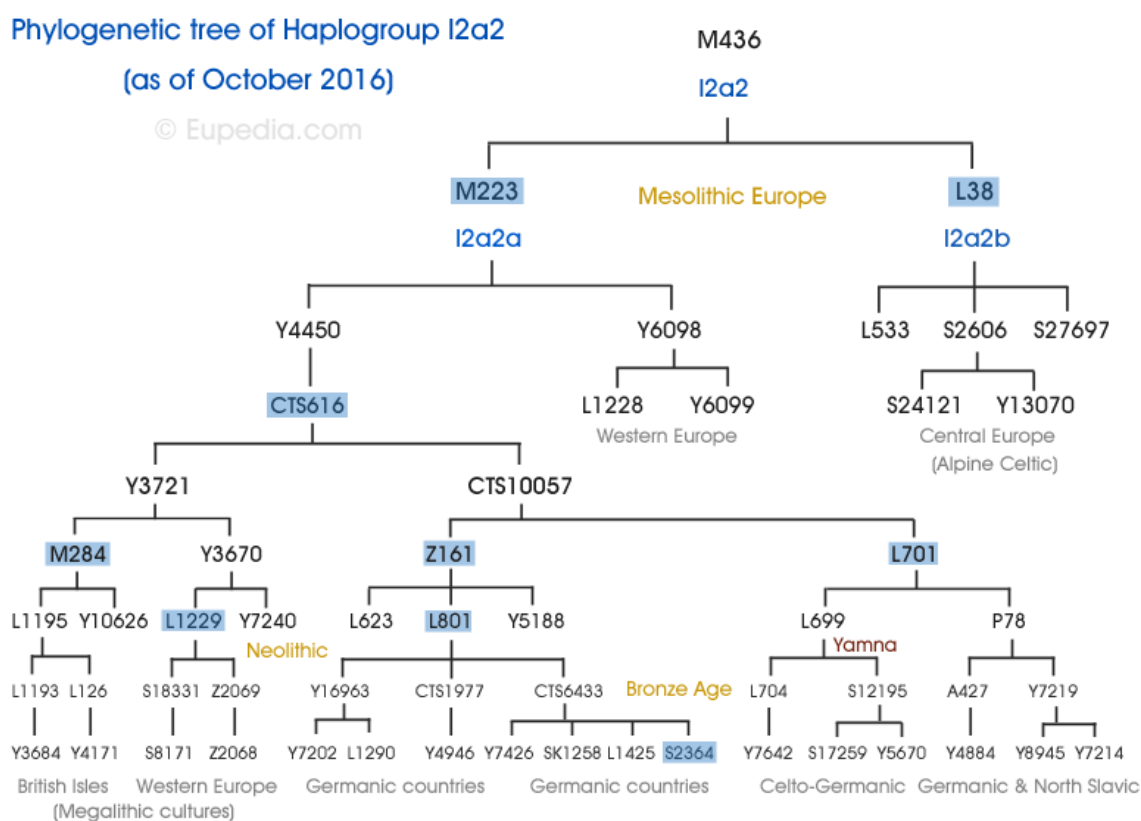 Phylogenetic tree of Haplogroup I2a2
(as of October 2016)
© Eupedia.com
M436
I2a2
M223 Mesolithic Europe L38
I2a2a I2a2b
Y4450 Y6098 L533 S2606 S27697
CTS616 L1228 Y6099 S24121 Y13070
Western Europe Central Europe
(Alpine Celtic)
Y3721 CTS10057
M284 Y3670 Z161 L701
L1195 Y10626 L1229 Y7240 L623 L801 Y5188 L699 P78
Neolithic Yamna
L1193 L126 S18331 Z2069 Y16963 CTS1977 CTS6433 Bronze Age L704 S12195 A427 Y7219
Y3684 Y4171 S8171 Z2068 Y7202 L1290 Y4946 Y7426 SK1258 L1425 S2364 Y7642 S17259 Y5670 Y4884 Y8945 Y7214
British Isles Western Europe Germanic countries Germanic countries Celto-Germanic Germanic & North Slavic
(Megalithic cultures)